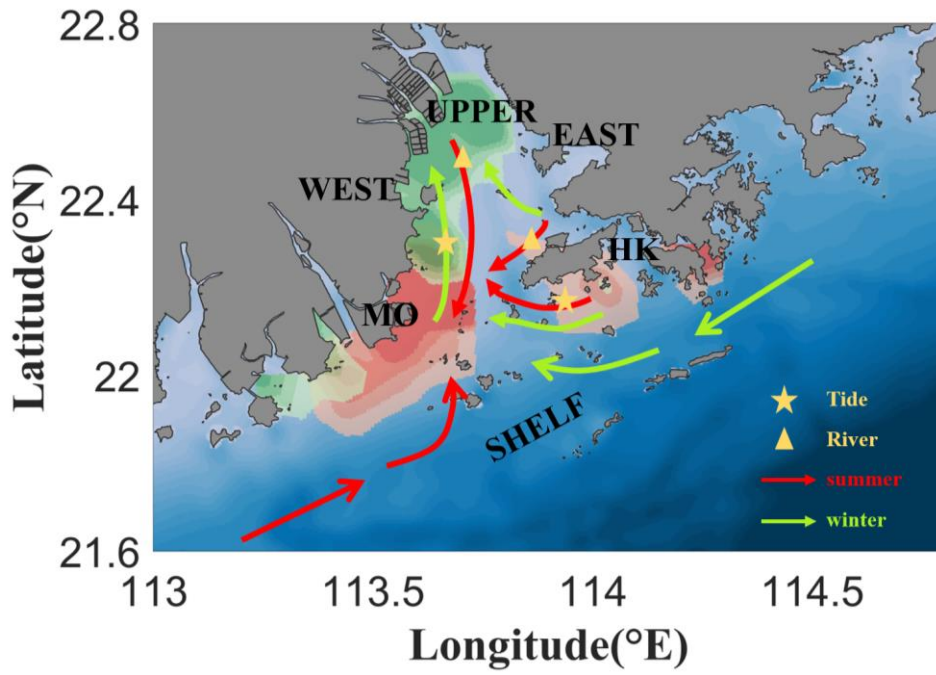 22.8
UPPER
EAST
WEST
22.4
HK
MO
22
SHELF
Tide
River
summer
winter
21.6
113
113.5
114
114.5
Latitude(°N)
Longitude(°E)